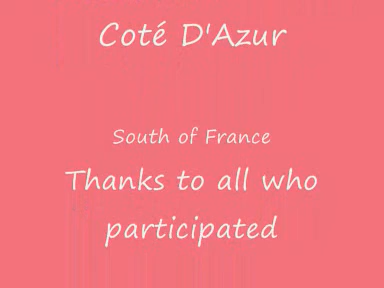 Coté D'Azur
South of France
Thanks to all who
participated